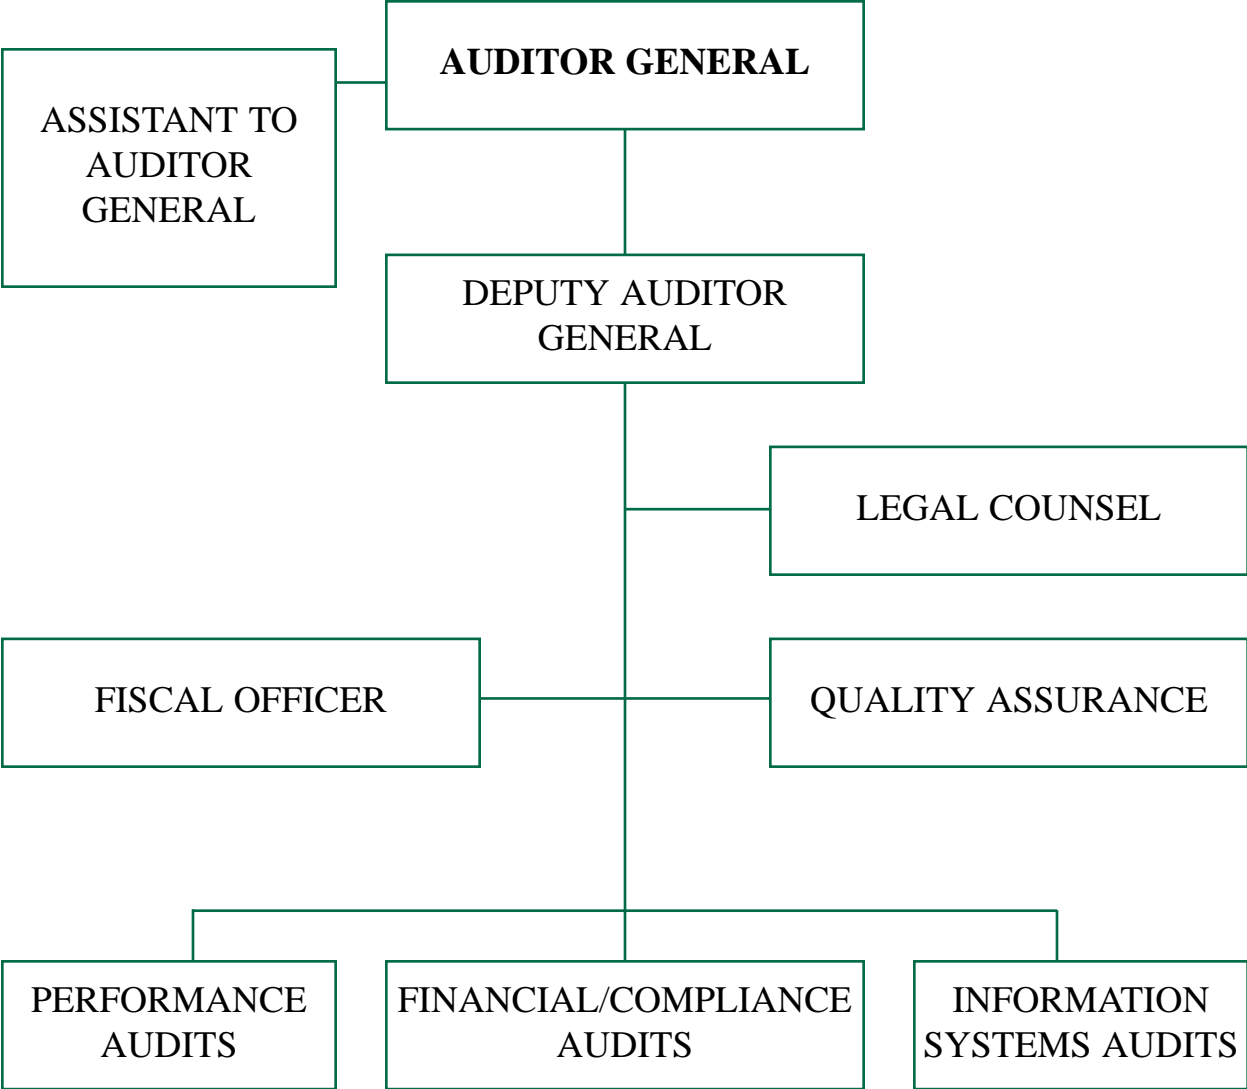 AUDITOR GENERAL
ASSISTANT TO
AUDITOR
GENERAL
DEPUTY AUDITOR
GENERAL
LEGAL COUNSEL
FISCAL OFFICER
QUALITY ASSURANCE
PERFORMANCE
AUDITS
FINANCIAL/COMPLIANCE
AUDITS
INFORMATION
SYSTEMS AUDITS